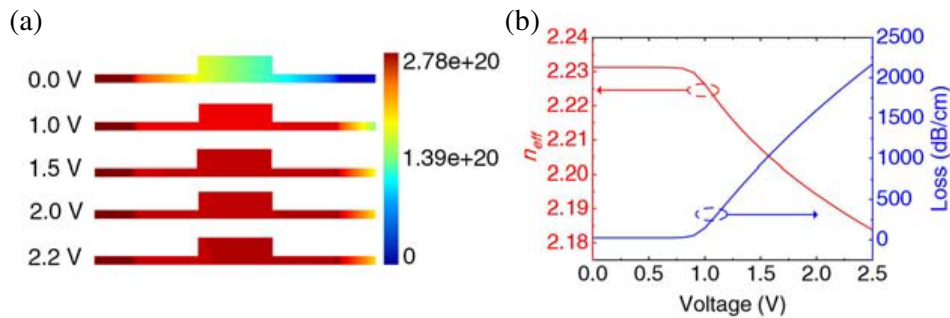 (a)
0.0 V
1.0 V
1.5 V
2.0 V
2.2 V
2.78e+20
1.39e+20
0
(b)
2.24
2.23
2.22
2.21
2.20
2.19
2.18
neff
2500
2000
1500
1000
500
0
Loss (dB/cm)
0.0 0.5 1.0 1.5 2.0 2.5
Voltage (V)